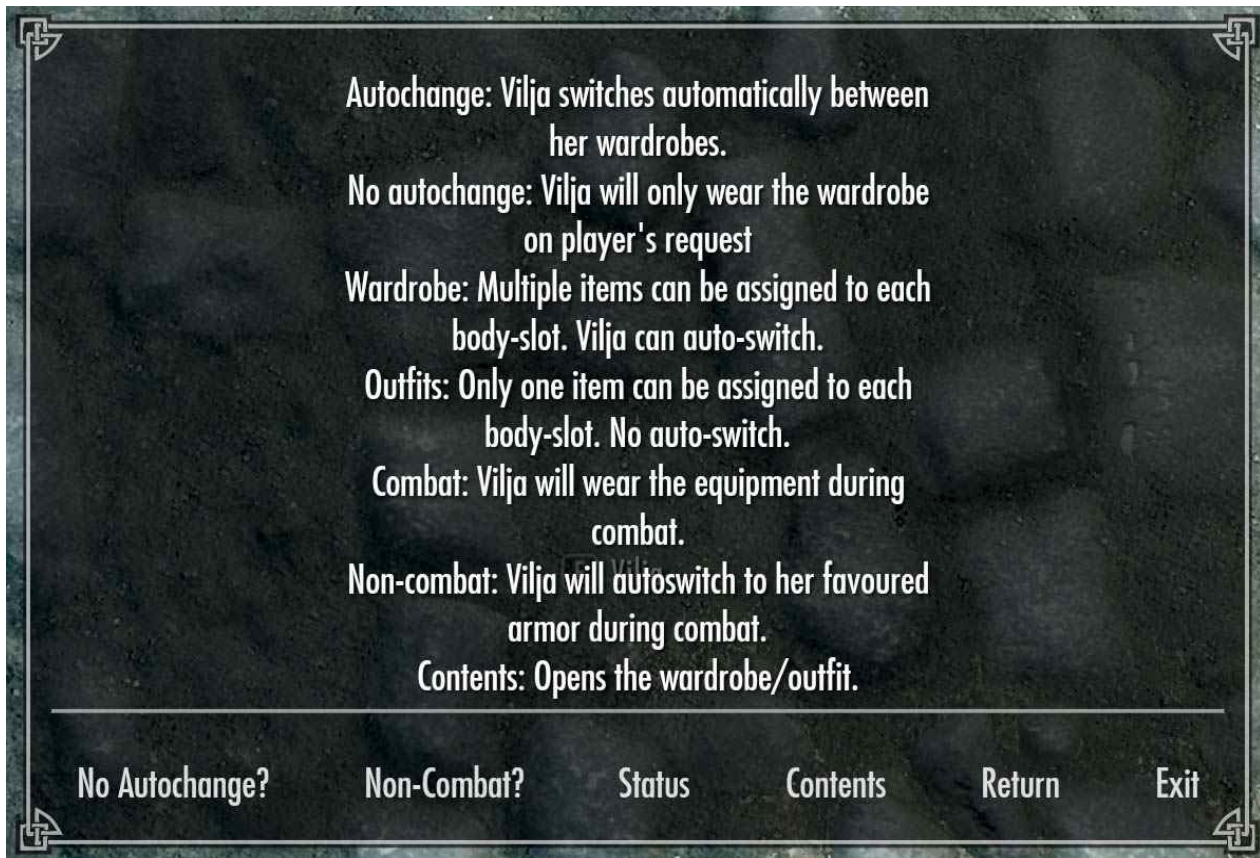 Autochange: Vilja switches automatically between
her wardrobes.
No autochange: Vilja will only wear the wardrobe
on player's request
Wardrobe: Multiple items can be assigned to each
body-slot. Vilja can auto-switch.
Outfits: Only one item can be assigned to each
body-slot. No auto-switch.
Combat: Vilja will wear the equipment during
combat.
Vilja
Non-combat: Vilja will autoswitch to her favoured
armor during combat.
Contents: Opens the wardrobe/outfit.
No Autochange? Non-Combat? Status Contents Return Exit